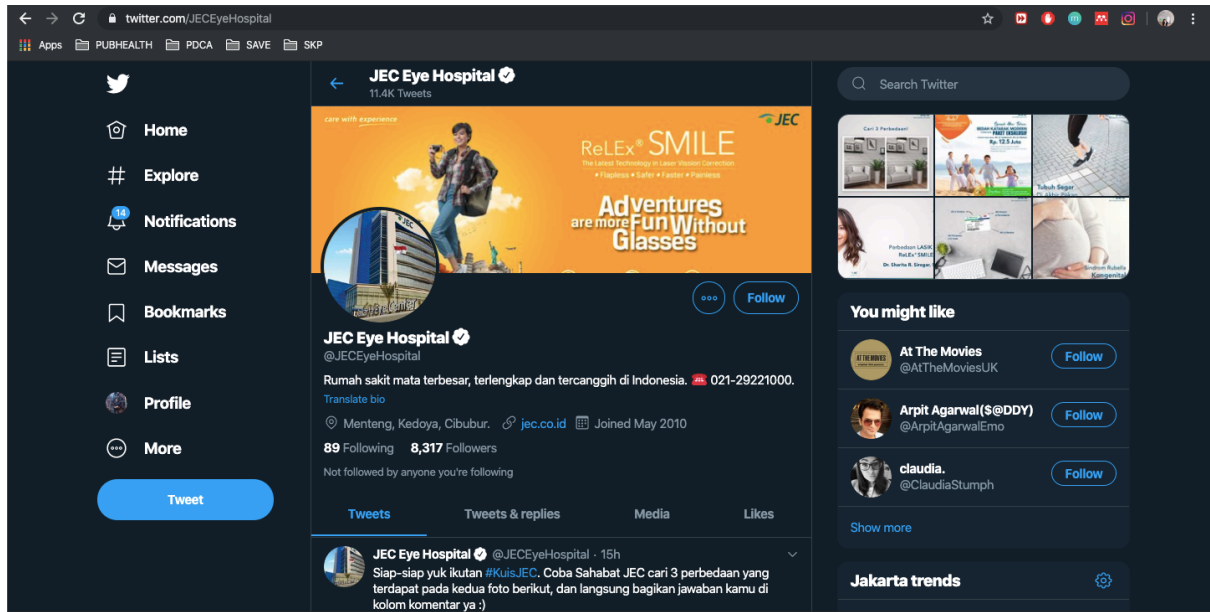 twitter.com/JECEyeHospital
Apps
PUBHEALTH
PDCA
SAVE
SKP
Home
Explore
14
Notifications
Messages
Bookmarks
Lists
Profile
More
Tweet
JEC Eye Hospital
11.4K Tweets
care with experience
JEC
ReLEx® SMILE
The Latest Technology in Laser Vission Correction
• Flapless • Safer • Faster • Painless
Adventures
are more Fun Without
Glasses
Follow
JEC Eye Hospital
@JECEyeHospital
Rumah sakit mata terbesar, terlengkap dan tercanggih di Indonesia. 021-29221000.
Translate bio
Menteng, Kedoya, Cibubur. jec.co.id Joined May 2010
89 Following 8,317 Followers
Not followed by anyone you're following
Tweets Tweets & replies Media Likes
JEC Eye Hospital @JECEyeHospital · 15h
Siap-siap yuk ikutan #KuisJEC. Coba Sahabat JEC cari 3 perbedaan yang
terdapat pada kedua foto berikut, dan langsung bagikan jawaban kamu di
kolom komentar ya :)
Search Twitter
Cari 3 Perbedaan!
PAKET EKSKLUSIF
Rp. 12.5 Juta
Tubuh Segar
Perbedaan LASIK
ReLEx® SMILE
Sindrom Rubella
Kongenital
You might like
At The Movies
@AtTheMoviesUK
Follow
Arpit Agarwal($@DDY)
@ArpitAgarwalEmo
Follow
claudia.
@ClaudiaStumph
Follow
Show more
Jakarta trends